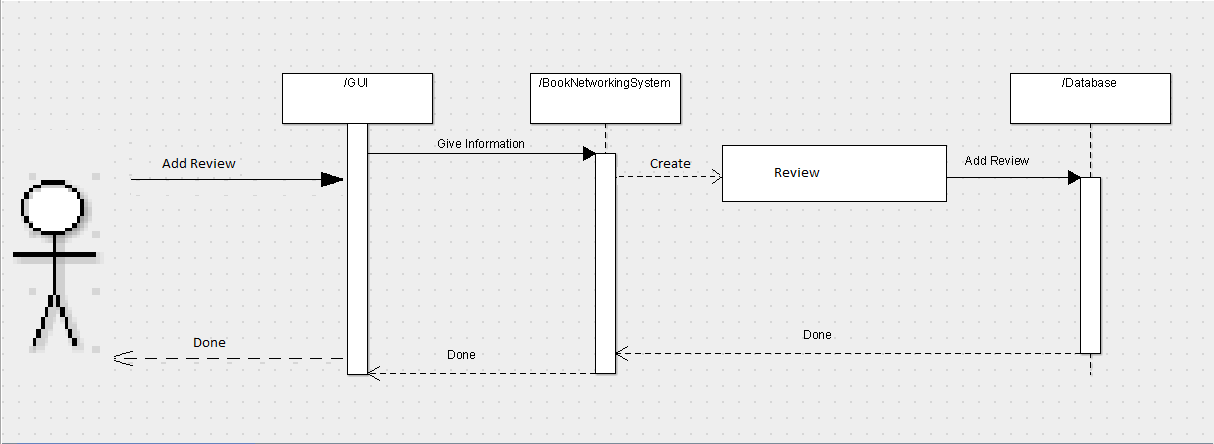 /GUI
/BookNetworkingSystem
/Database
Give Information
Add Review
Create
Review
Add Review
Done
Done
Done